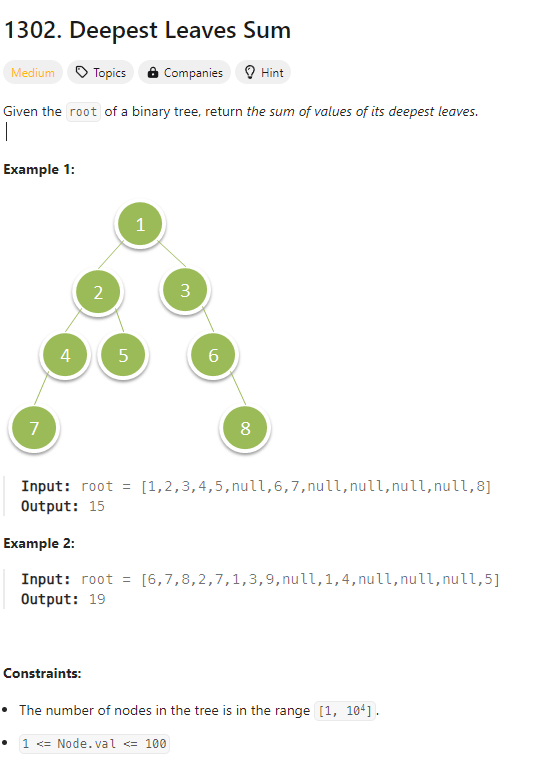 1302. Deepest Leaves Sum
Medium Topics Companies Hint
Given the root of a binary tree, return the sum of values of its deepest leaves.
Example 1:
1
2 3
4 5 6
7 8
Input: root = [1,2,3,4,5,null,6,7,null,null,null,null,8]
Output: 15
Example 2:
Input: root = [6,7,8,2,7,1,3,9,null,1,4,null,null,null,5]
Output: 19
Constraints:
• The number of nodes in the tree is in the range [1, 10⁴].
• 1 <= Node.val <= 100